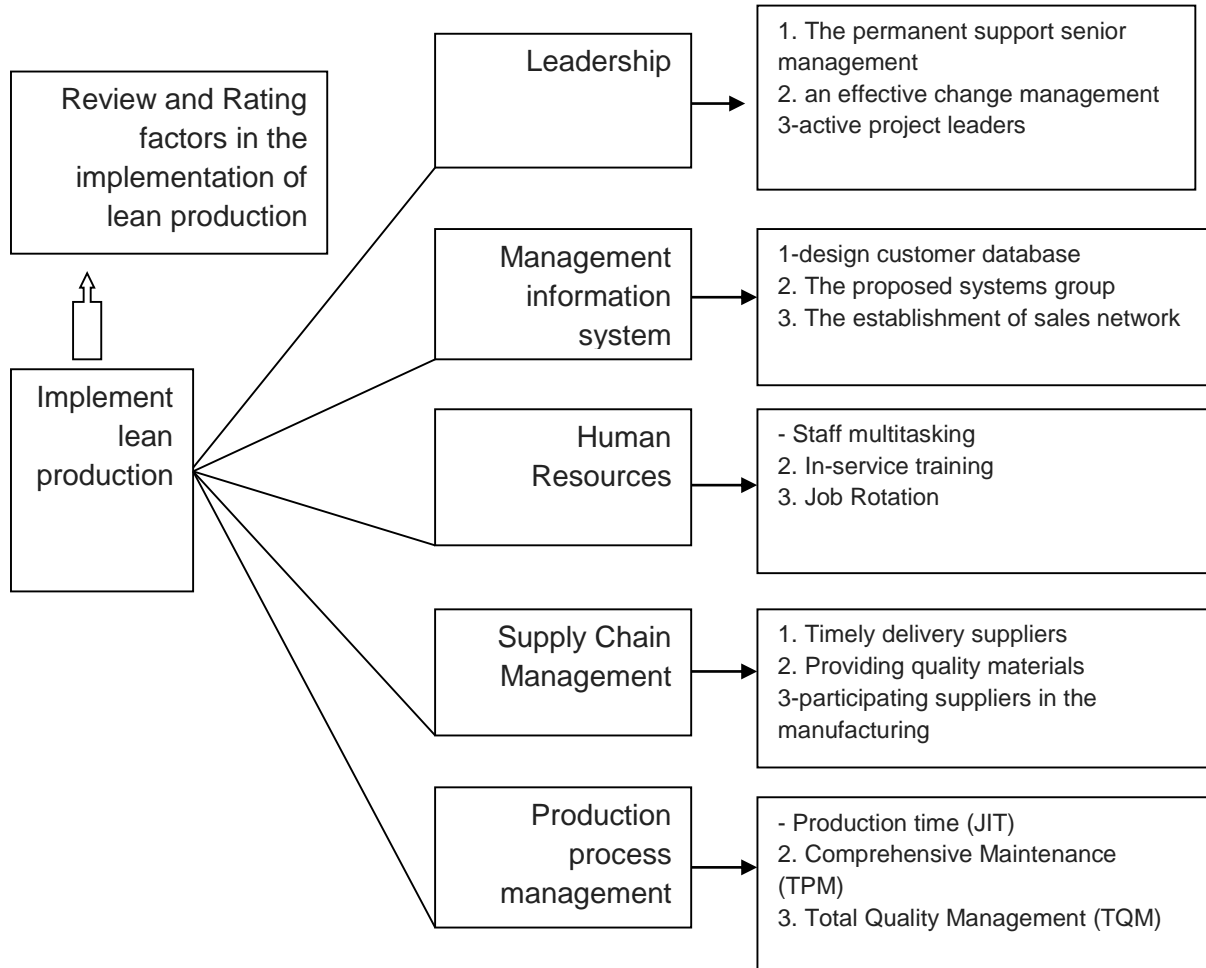 Review and Rating
factors in the
implementation of
lean production
Implement
lean
production
Leadership
1. The permanent support senior
management
2. an effective change management
3-active project leaders
Management
information
system
1-design customer database
2. The proposed systems group
3. The establishment of sales network
Human
Resources
- Staff multitasking
2. In-service training
3. Job Rotation
Supply Chain
Management
1. Timely delivery suppliers
2. Providing quality materials
3-participating suppliers in the
manufacturing
Production
process
management
- Production time (JIT)
2. Comprehensive Maintenance
(TPM)
3. Total Quality Management (TQM)